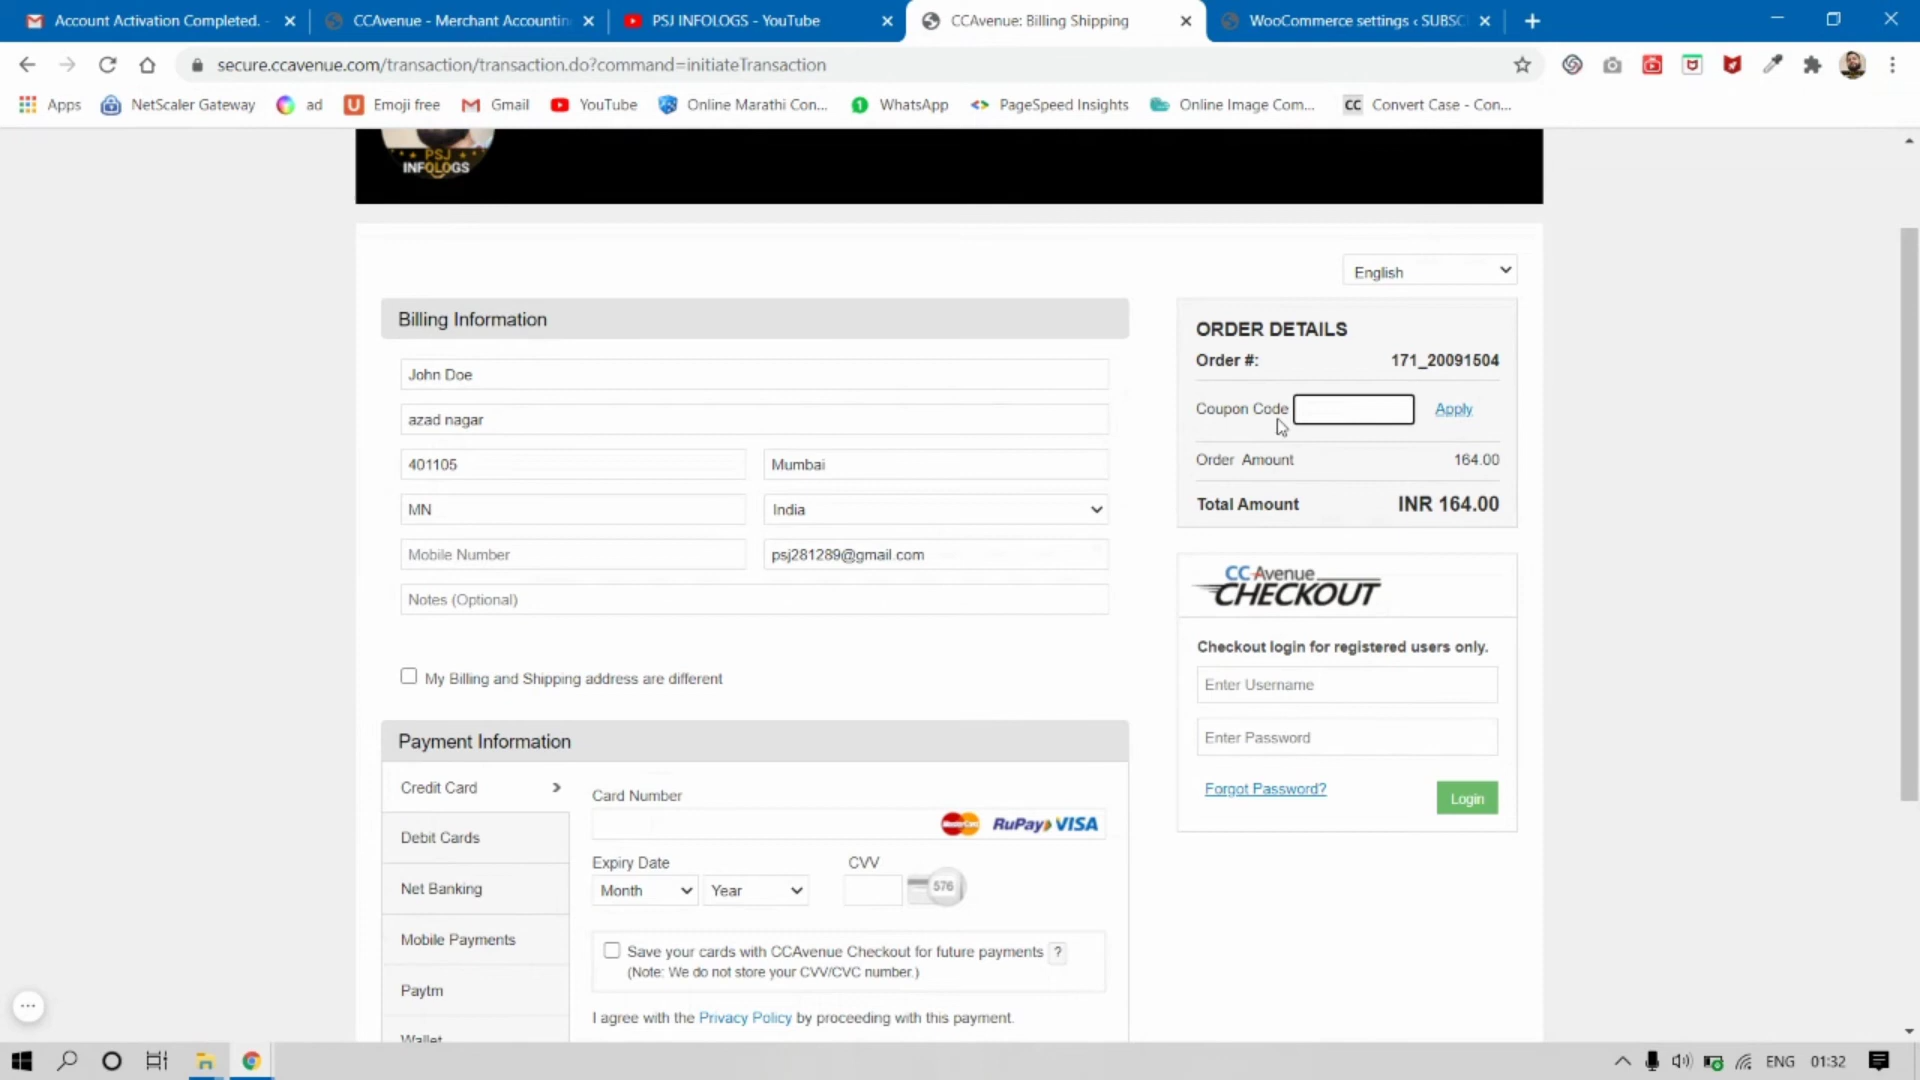 Account Activation Completed. -
CCAvenue - Merchant Accountin
PSJ INFOLOGS - YouTube
CCAvenue: Billing Shipping
WooCommerce settings ‹ SUBSC
secure.ccavenue.com/transaction/transaction.do?command=initiateTransaction
Apps
NetScaler Gateway
ad
Emoji free
Gmail
YouTube
Online Marathi Con...
WhatsApp
PageSpeed Insights
Online Image Com...
CC Convert Case - Con...
PSJ
INFOLOGS
English
Billing Information
John Doe
azad nagar
401105
Mumbai
MN
India
Mobile Number
psj281289@gmail.com
Notes (Optional)
My Billing and Shipping address are different
ORDER DETAILS
Order #: 171_20091504
Coupon Code Apply
Order Amount 164.00
Total Amount INR 164.00
CCAvenue
CHECKOUT
Checkout login for registered users only.
Enter Username
Enter Password
Forgot Password?
Login
Payment Information
Credit Card
Debit Cards
Net Banking
Mobile Payments
Paytm
Wallet
Card Number
MasterCard RuPay VISA
Expiry Date CVV
Month Year 576
Save your cards with CCAvenue Checkout for future payments ?
(Note: We do not store your CVV/CVC number.)
I agree with the Privacy Policy by proceeding with this payment.
ENG 01:32